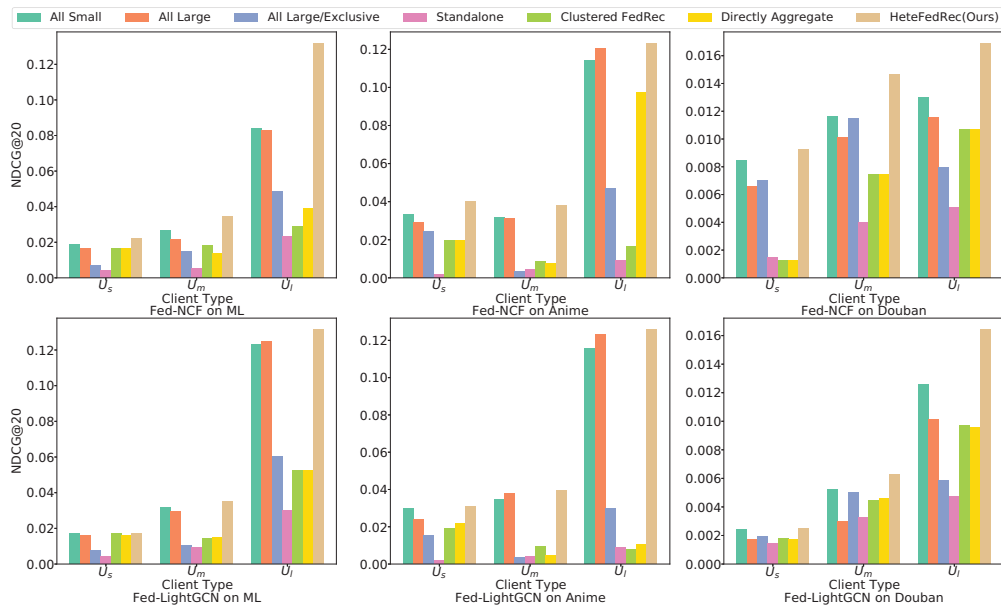 All Small All Large All Large/Exclusive Standalone Clustered FedRec Directly Aggregate HeteFedRec(Ours)
NDCG@20
0.12
0.10
0.08
0.06
0.04
0.02
0.00
U_s U_m U_l
Client Type
Fed-NCF on ML
0.12
0.10
0.08
0.06
0.04
0.02
0.00
U_s U_m U_l
Client Type
Fed-NCF on Anime
0.016
0.014
0.012
0.010
0.008
0.006
0.004
0.002
0.000
U_s U_m U_l
Client Type
Fed-NCF on Douban
NDCG@20
0.12
0.10
0.08
0.06
0.04
0.02
0.00
U_s U_m U_l
Client Type
Fed-LightGCN on ML
0.12
0.10
0.08
0.06
0.04
0.02
0.00
U_s U_m U_l
Client Type
Fed-LightGCN on Anime
0.016
0.014
0.012
0.010
0.008
0.006
0.004
0.002
0.000
U_s U_m U_l
Client Type
Fed-LightGCN on Douban